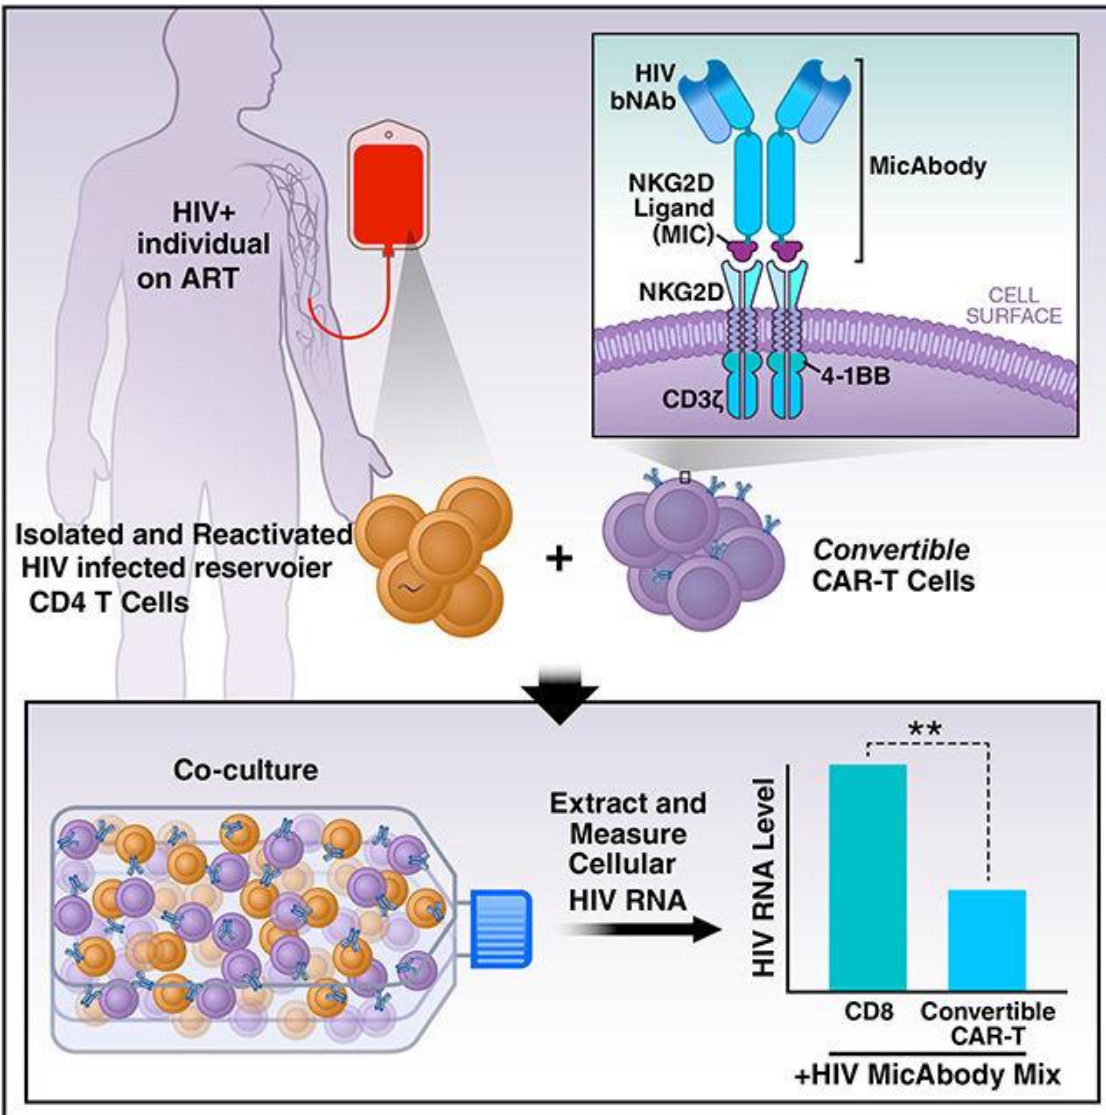 HIV+
individual
on ART
HIV
bNAb
MicAbody
NKG2D
Ligand
(MIC)
NKG2D
CELL
SURFACE
4-1BB
CD3ζ
Isolated and Reactivated
HIV infected reservoier
CD4 T Cells
+
Convertible
CAR-T Cells
Co-culture
Extract and
Measure
Cellular
HIV RNA
**
HIV RNA Level
CD8
Convertible
CAR-T
+HIV MicAbody Mix